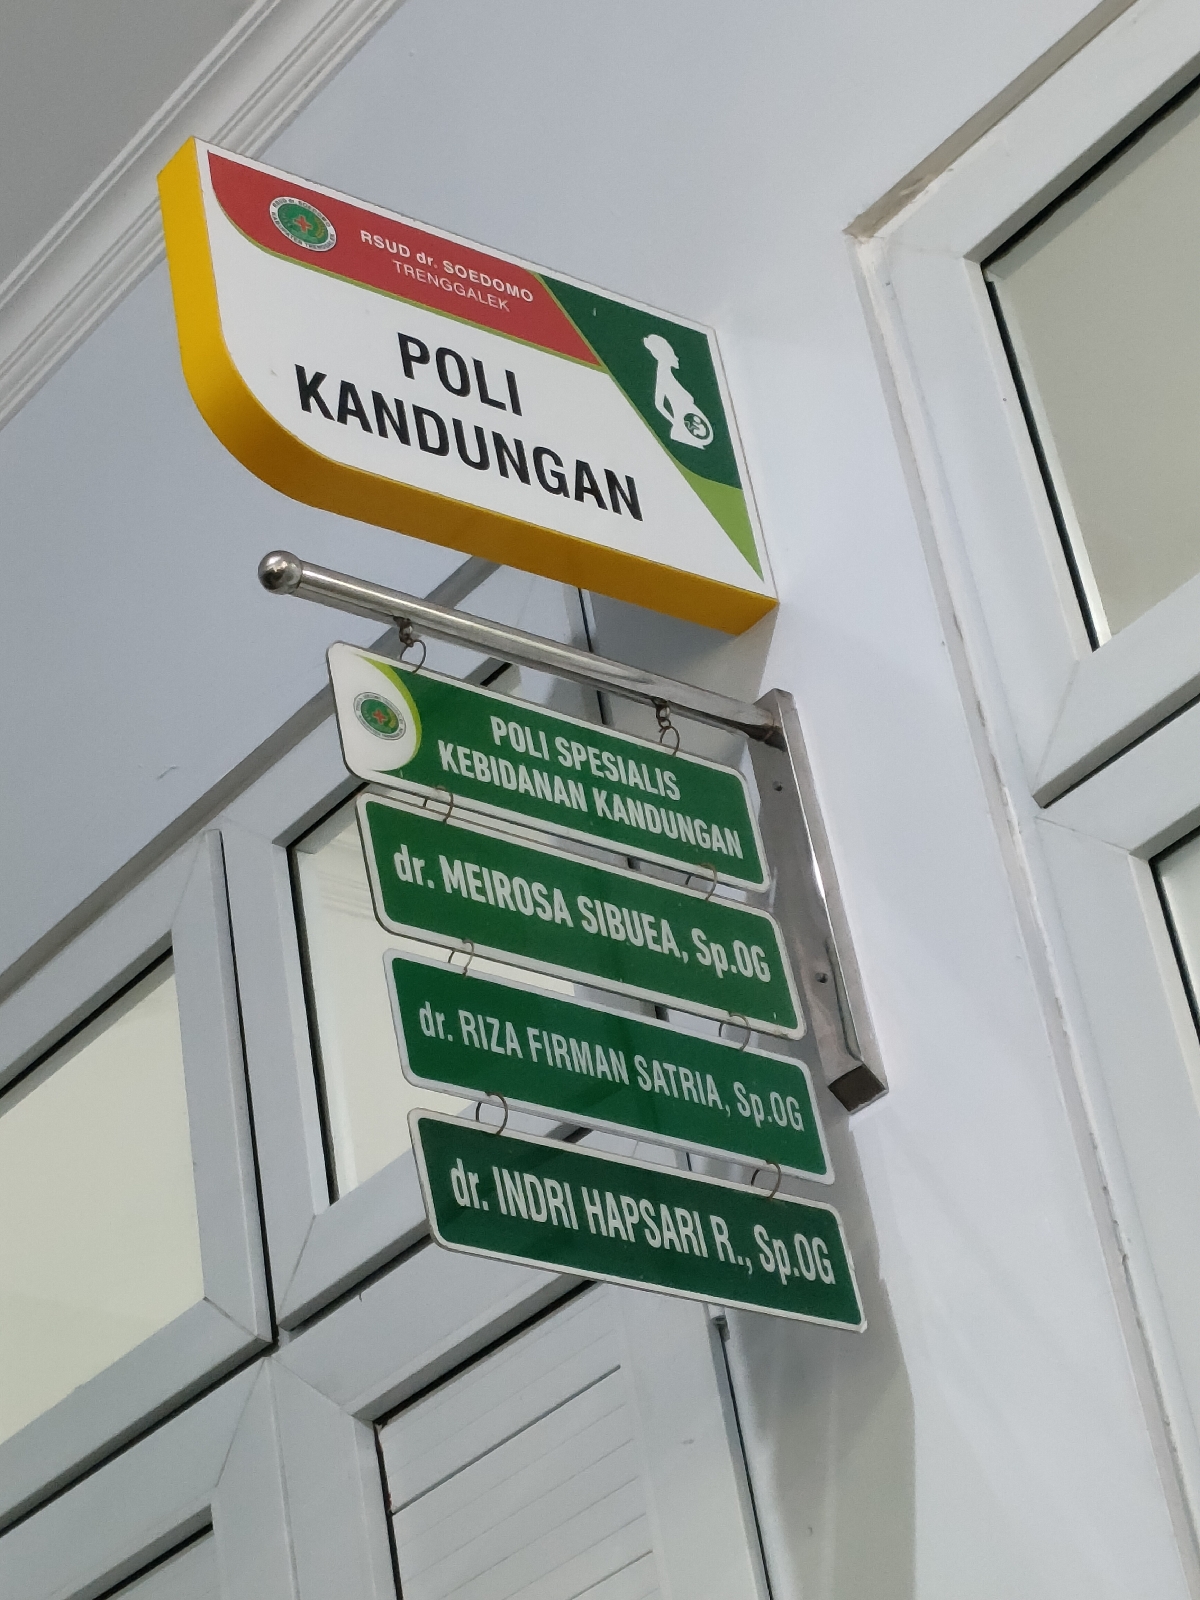 RSUD dr. SOEDOMO
TRENGGALEK
POLI
KANDUNGAN
POLI SPESIALIS
KEBIDANAN KANDUNGAN
dr. MEIROSA SIBUEA, Sp.OG
dr. RIZA FIRMAN SATRIA, Sp.OG
dr. INDRI HAPSARI R., Sp.OG